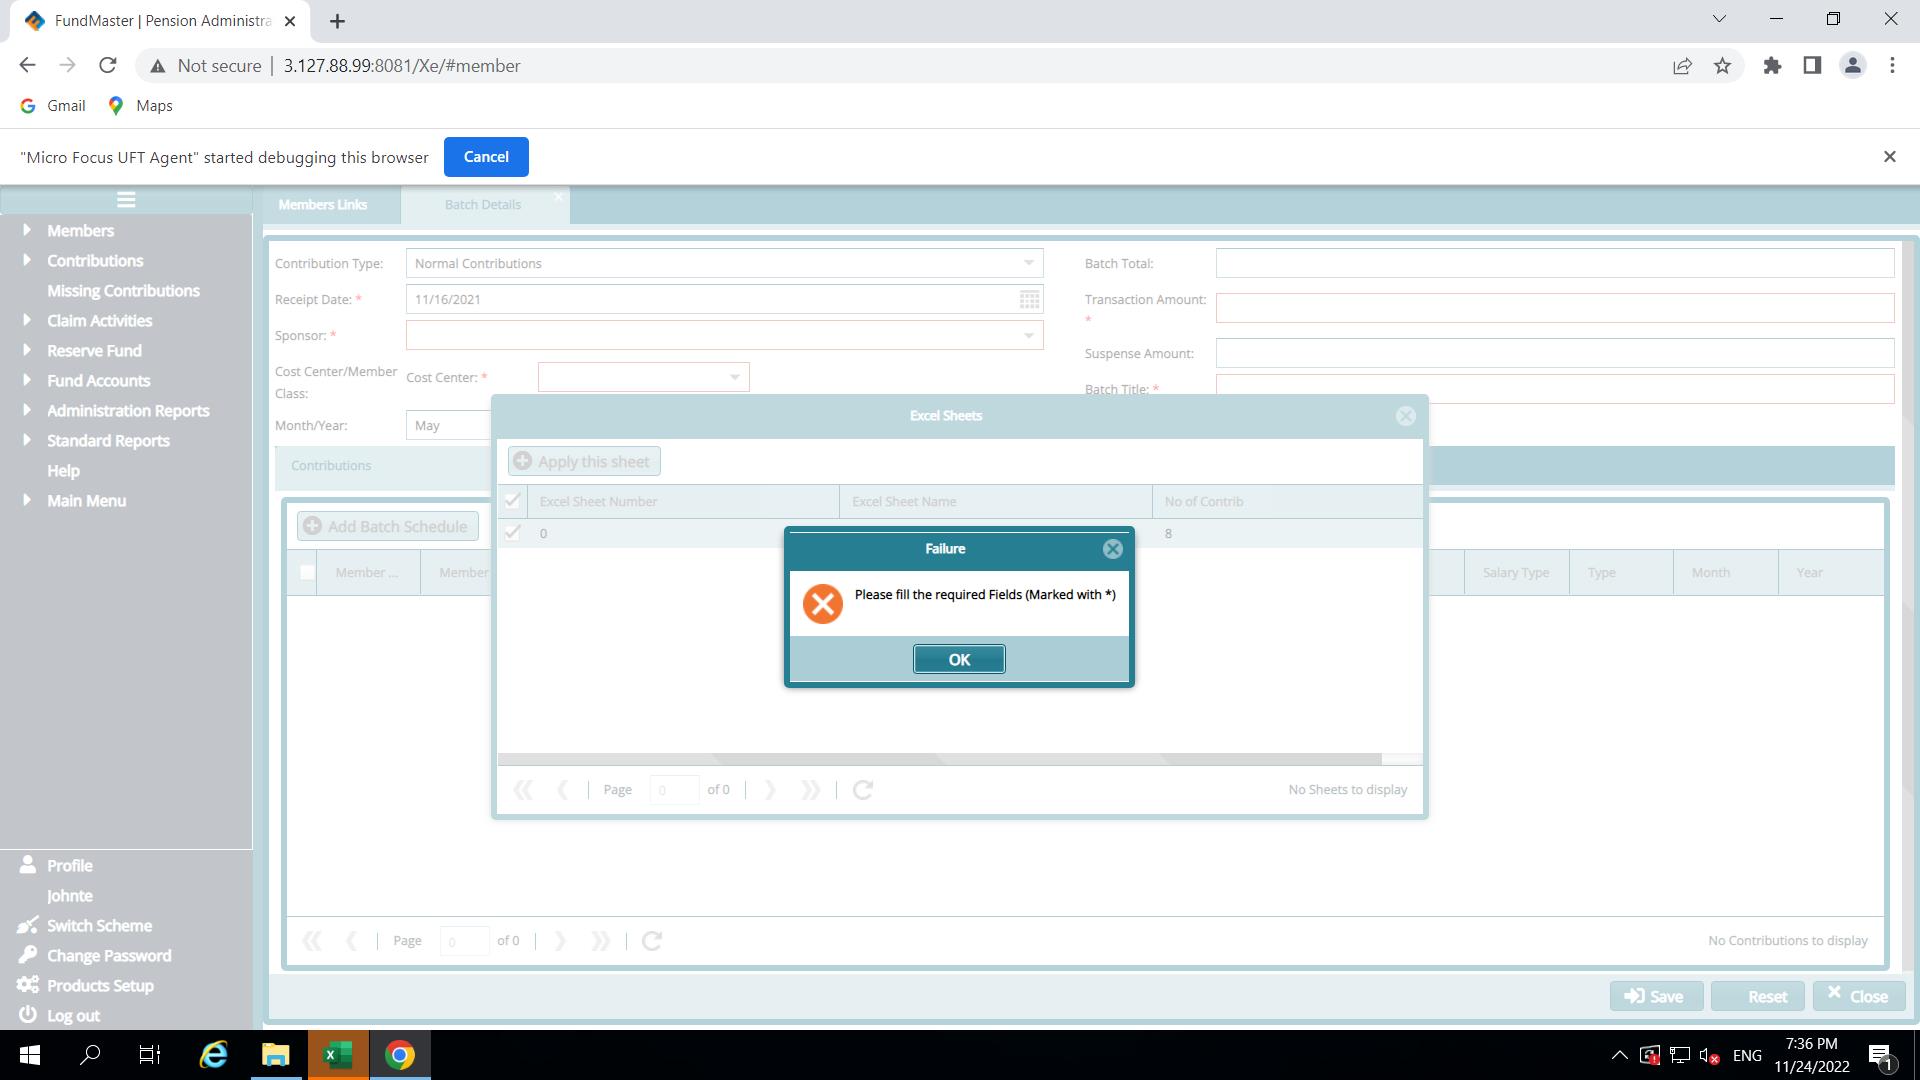 FundMaster | Pension Administra
Not secure
3.127.88.99:8081/Xe/#member
Gmail
Maps
"Micro Focus UFT Agent" started debugging this browser
Cancel
Members
Contributions
Missing Contributions
Claim Activities
Reserve Fund
Fund Accounts
Administration Reports
Standard Reports
Help
Main Menu
Profile
Johnte
Switch Scheme
Change Password
Products Setup
Log out
Members Links
Batch Details
Contribution Type:
Normal Contributions
Receipt Date: *
11/16/2021
Sponsor: *
Cost Center/Member
Class:
Cost Center: *
Month/Year:
May
Batch Total:
Transaction Amount:
*
Suspense Amount:
Batch Title: *
Contributions
Add Batch Schedule
Member ...
Member
Salary Type
Type
Month
Year
Excel Sheets
Apply this sheet
Excel Sheet Number
Excel Sheet Name
No of Contrib
0
8
Failure
Please fill the required Fields (Marked with *)
OK
Page
0
of 0
No Sheets to display
Page
0
of 0
No Contributions to display
Save
Reset
Close
ENG
7:36 PM
11/24/2022
1